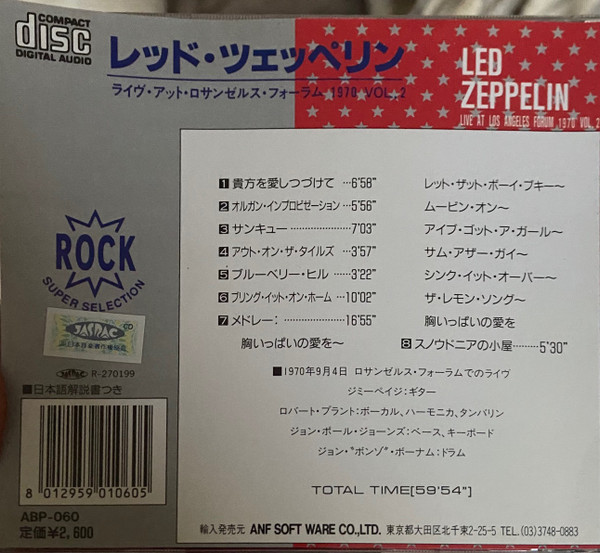 COMPACT
disc
DIGITAL AUDIO
レッド・ツェッペリン
ライヴ・アット・ロサンゼルス・フォーラム 1970 VOL.2
LED
ZEPPELIN
LIVE AT LOS ANGELES FORUM 1970 VOL.2
ROCK
SUPER SELECTION
JASRAC
CD
R-270199
■日本語解説書つき
8 012959 010605
ABP-060
定価¥2,600
1 貴方を愛しつづけて …6'58"
2 オルガン・インプロビゼーション …5'56"
3 サンキュー …………………7'03"
4 アウト・オン・ザ・タイルズ …3'57"
5 ブルーベリー・ヒル ……3'22"
6 ブリング・イット・オン・ホーム …10'02"
7 メドレー: …………………16'55"
胸いっぱいの愛を〜
レット・ザット・ボーイ・ブキー〜
ムービン・オン〜
アイブ・ゴット・ア・ガール〜
サム・アザー・ガイ〜
シンク・イット・オーバー〜
ザ・レモン・ソング〜
胸いっぱいの愛を
8 スノウドニアの小屋………5'30"
■1970年9月4日 ロサンゼルス・フォーラムでのライヴ
ジミーペイジ:ギター
ロバート・プラント:ボーカル、ハーモニカ、タンバリン
ジョン・ポール・ジョーンズ:ベース、キーボード
ジョン・"ボンゾ"・ボーナム:ドラム
TOTAL TIME[59'54"]
輸入発売元 ANF SOFT WARE CO.,LTD. 東京都大田区北千束2-25-5 TEL.(03)3748-0883